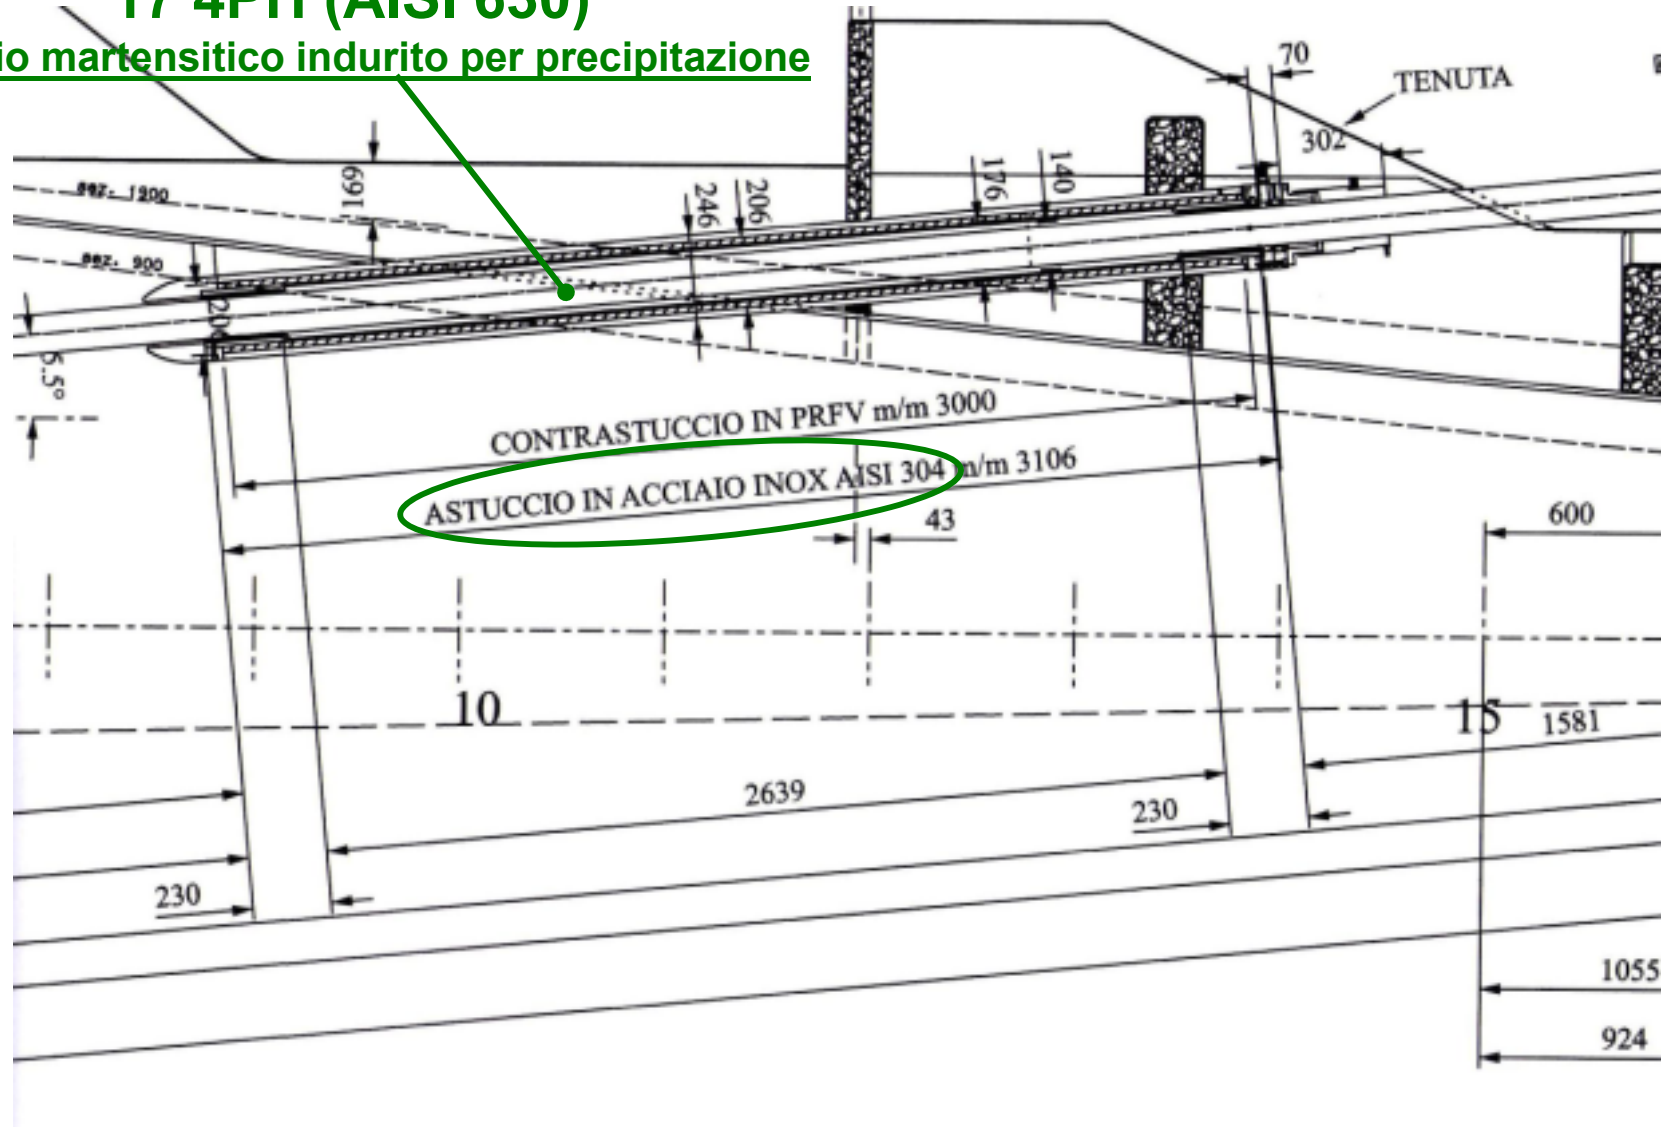 17 4PH (AISI 630)
io martensitico indurito per precipitazione
70
TENUTA
302
sez. 1900
169
246
206
176
140
sez. 900
5.5°
CONTRASTUCCIO IN PRFV m/m 3000
ASTUCCIO IN ACCIAIO INOX AISI 304 m/m 3106
43
600
10
15
1581
2639
230
230
1055
924